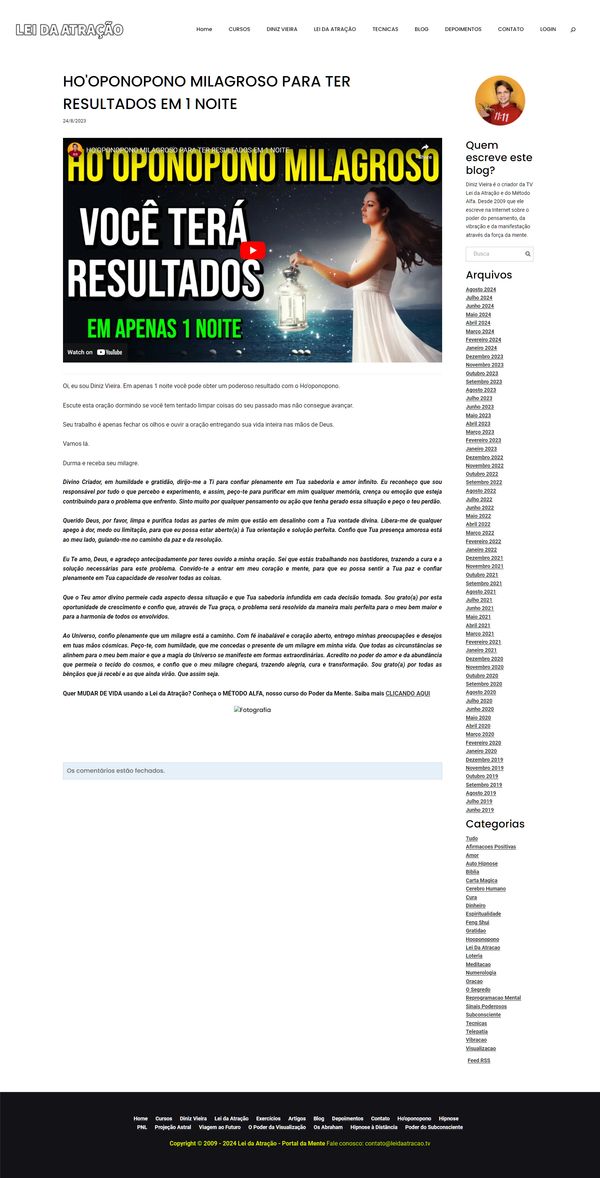 LEI DA ATRAÇÃO
Home CURSOS DINIZ VIEIRA LEI DA ATRAÇÃO TECNICAS BLOG DEPOIMENTOS CONTATO LOGIN
HO'OPONOPONO MILAGROSO PARA TER
RESULTADOS EM 1 NOITE
24/8/2023
HO'OPONOPONO MILAGROSO PARA TER RESULTADOS EM 1 NOITE
Share
HO'OPONOPONO MILAGROSO
VOCÊ TERÁ
RESULTADOS
EM APENAS 1 NOITE
Watch on YouTube
Oi, eu sou Diniz Vieira. Em apenas 1 noite você pode obter um poderoso resultado com o Ho'oponopono.
Escute esta oração dormindo se você tem tentado limpar coisas do seu passado mas não consegue avançar.
Seu trabalho é apenas fechar os olhos e ouvir a oração entregando sua vida inteira nas mãos de Deus.
Vamos lá.
Durma e receba seu milagre.
Divino Criador, em humildade e gratidão, dirijo-me a Ti para confiar plenamente em Tua sabedoria e amor infinito. Eu reconheço que sou
responsável por tudo o que percebo e experimento, e assim, peço-te para purificar em mim qualquer memória, crença ou emoção que esteja
contribuindo para o problema que enfrento. Sinto muito por qualquer pensamento ou ação que tenha gerado essa situação e peço o teu perdão.
Querido Deus, por favor, limpa e purifica todas as partes de mim que estão em desalinho com a Tua vontade divina. Libera-me de qualquer
apego à dor, medo ou limitação, para que eu possa estar aberto(a) à Tua orientação e solução perfeita. Confio que Tua presença amorosa está
ao meu lado, guiando-me no caminho da paz e da resolução.
Eu Te amo, Deus, e agradeço antecipadamente por teres ouvido a minha oração. Sei que estás trabalhando nos bastidores, trazendo a cura e a
solução necessárias para este problema. Convido-te a entrar em meu coração e mente, para que eu possa sentir a Tua paz e confiar
plenamente em Tua capacidade de resolver todas as coisas.
Que o Teu amor divino permeie cada aspecto dessa situação e que Tua sabedoria infundida em cada decisão tomada. Sou grato(a) por esta
oportunidade de crescimento e confio que, através de Tua graça, o problema será resolvido da maneira mais perfeita para o meu bem maior e
para a harmonia de todos os envolvidos.
Ao Universo, confio plenamente que um milagre está a caminho. Com fé inabalável e coração aberto, entrego minhas preocupações e desejos
em tuas mãos cósmicas. Peço-te, com humildade, que me concedas o presente de um milagre em minha vida. Que todas as circunstâncias se
alinhem para o meu bem maior e que a magia do Universo se manifeste em formas extraordinárias. Acredito no poder do amor e da abundância
que permeia o tecido do cosmos, e confio que o meu milagre chegará, trazendo alegria, cura e transformação. Sou grato(a) por todas as
bênçãos que já recebi e as que ainda virão. Que assim seja.
Quer MUDAR DE VIDA usando a Lei da Atração? Conheça o MÉTODO ALFA, nosso curso do Poder da Mente. Saiba mais CLICANDO AQUI
Fotografia
Os comentários estão fechados.
11:11
Quem
escreve este
blog?
Diniz Vieira é o criador da TV
Lei da Atração e do Método
Alfa. Desde 2009 que ele
escreve na Internet sobre o
poder do pensamento, da
vibração e da manifestação
através da força da mente.
Busca
Arquivos
Agosto 2024
Julho 2024
Junho 2024
Maio 2024
Abril 2024
Março 2024
Fevereiro 2024
Janeiro 2024
Dezembro 2023
Novembro 2023
Outubro 2023
Setembro 2023
Agosto 2023
Julho 2023
Junho 2023
Maio 2023
Abril 2023
Março 2023
Fevereiro 2023
Janeiro 2023
Dezembro 2022
Novembro 2022
Outubro 2022
Setembro 2022
Agosto 2022
Julho 2022
Junho 2022
Maio 2022
Abril 2022
Março 2022
Fevereiro 2022
Janeiro 2022
Dezembro 2021
Novembro 2021
Outubro 2021
Setembro 2021
Agosto 2021
Julho 2021
Junho 2021
Maio 2021
Abril 2021
Março 2021
Fevereiro 2021
Janeiro 2021
Dezembro 2020
Novembro 2020
Outubro 2020
Setembro 2020
Agosto 2020
Julho 2020
Junho 2020
Maio 2020
Abril 2020
Março 2020
Fevereiro 2020
Janeiro 2020
Dezembro 2019
Novembro 2019
Outubro 2019
Setembro 2019
Agosto 2019
Julho 2019
Junho 2019
Categorias
Tudo
Afirmacoes Positivas
Amor
Auto Hipnose
Biblia
Carta Magica
Cerebro Humano
Cura
Dinheiro
Espiritualidade
Feng Shui
Gratidao
Hooponopono
Lei Da Atracao
Loteria
Meditacao
Numerologia
Oracao
O Segredo
Reprogramacao Mental
Sinais Poderosos
Subconsciente
Tecnicas
Telepatia
Vibracao
Visualizacao
Feed RSS
Home Cursos Diniz Vieira Lei da Atração Exercícios Artigos Blog Depoimentos Contato Ho'oponopono Hipnose
PNL Projeção Astral Viagem ao Futuro O Poder da Visualização Os Abraham Hipnose à Distância Poder do Subconsciente
Copyright © 2009 - 2024 Lei da Atração - Portal da Mente Fale conosco: contato@leidaatracao.tv